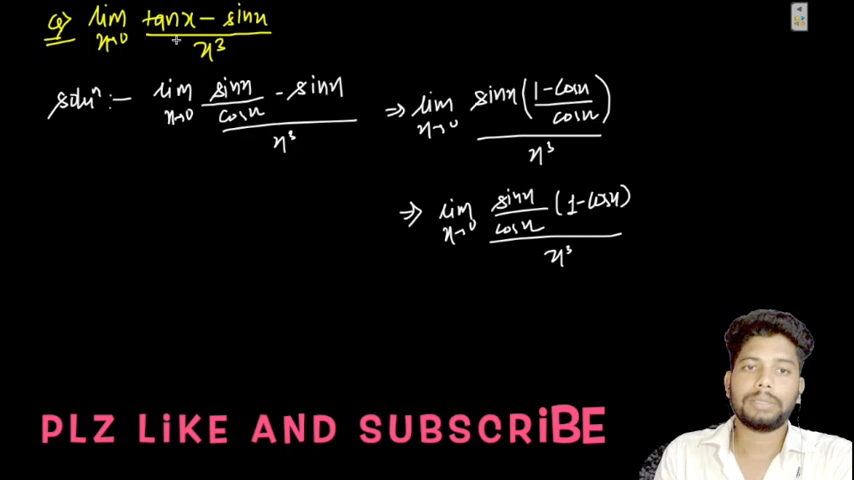 Q> lim x→0 tanx - sinx / x³
Solnⁿ :- lim x→0 sinx/cosx - sinx / x³
⇒ lim x→0 sinx (1-cosx / cosx) / x³
⇒ lim x→0 sinx/cosx (1-cosx) / x³
PLZ LiKE AND SUBSCRiBE